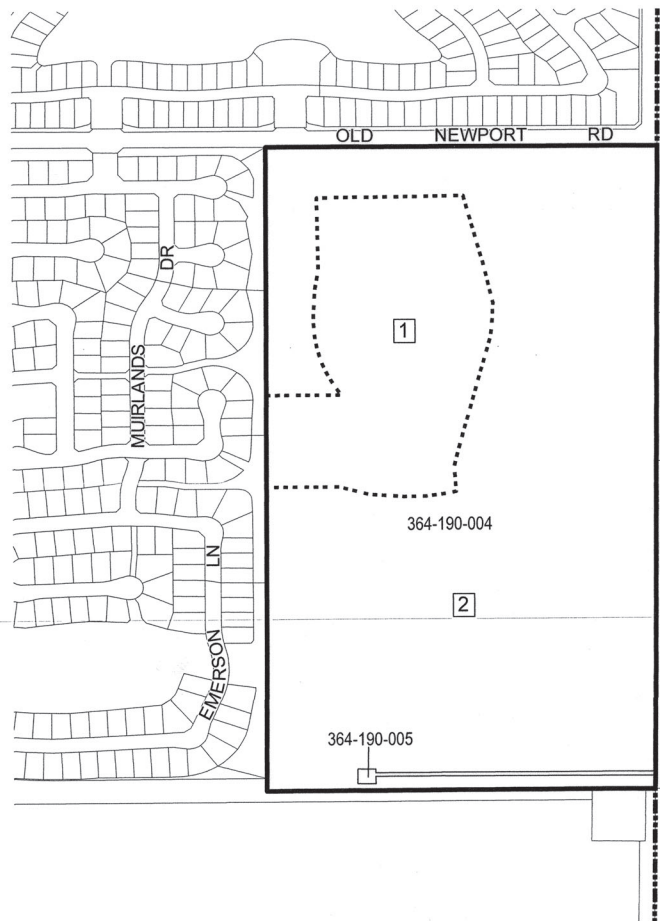 OLD NEWPORT RD
DR
1
MUIRLANDS
364-190-004
LN
2
EMERSON
364-190-005